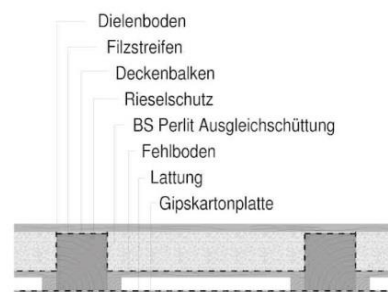 Dielenboden
Filzstreifen
Deckenbalken
Rieselschutz
BS Perlit Ausgleichschüttung
Fehlboden
Lattung
Gipskartonplatte